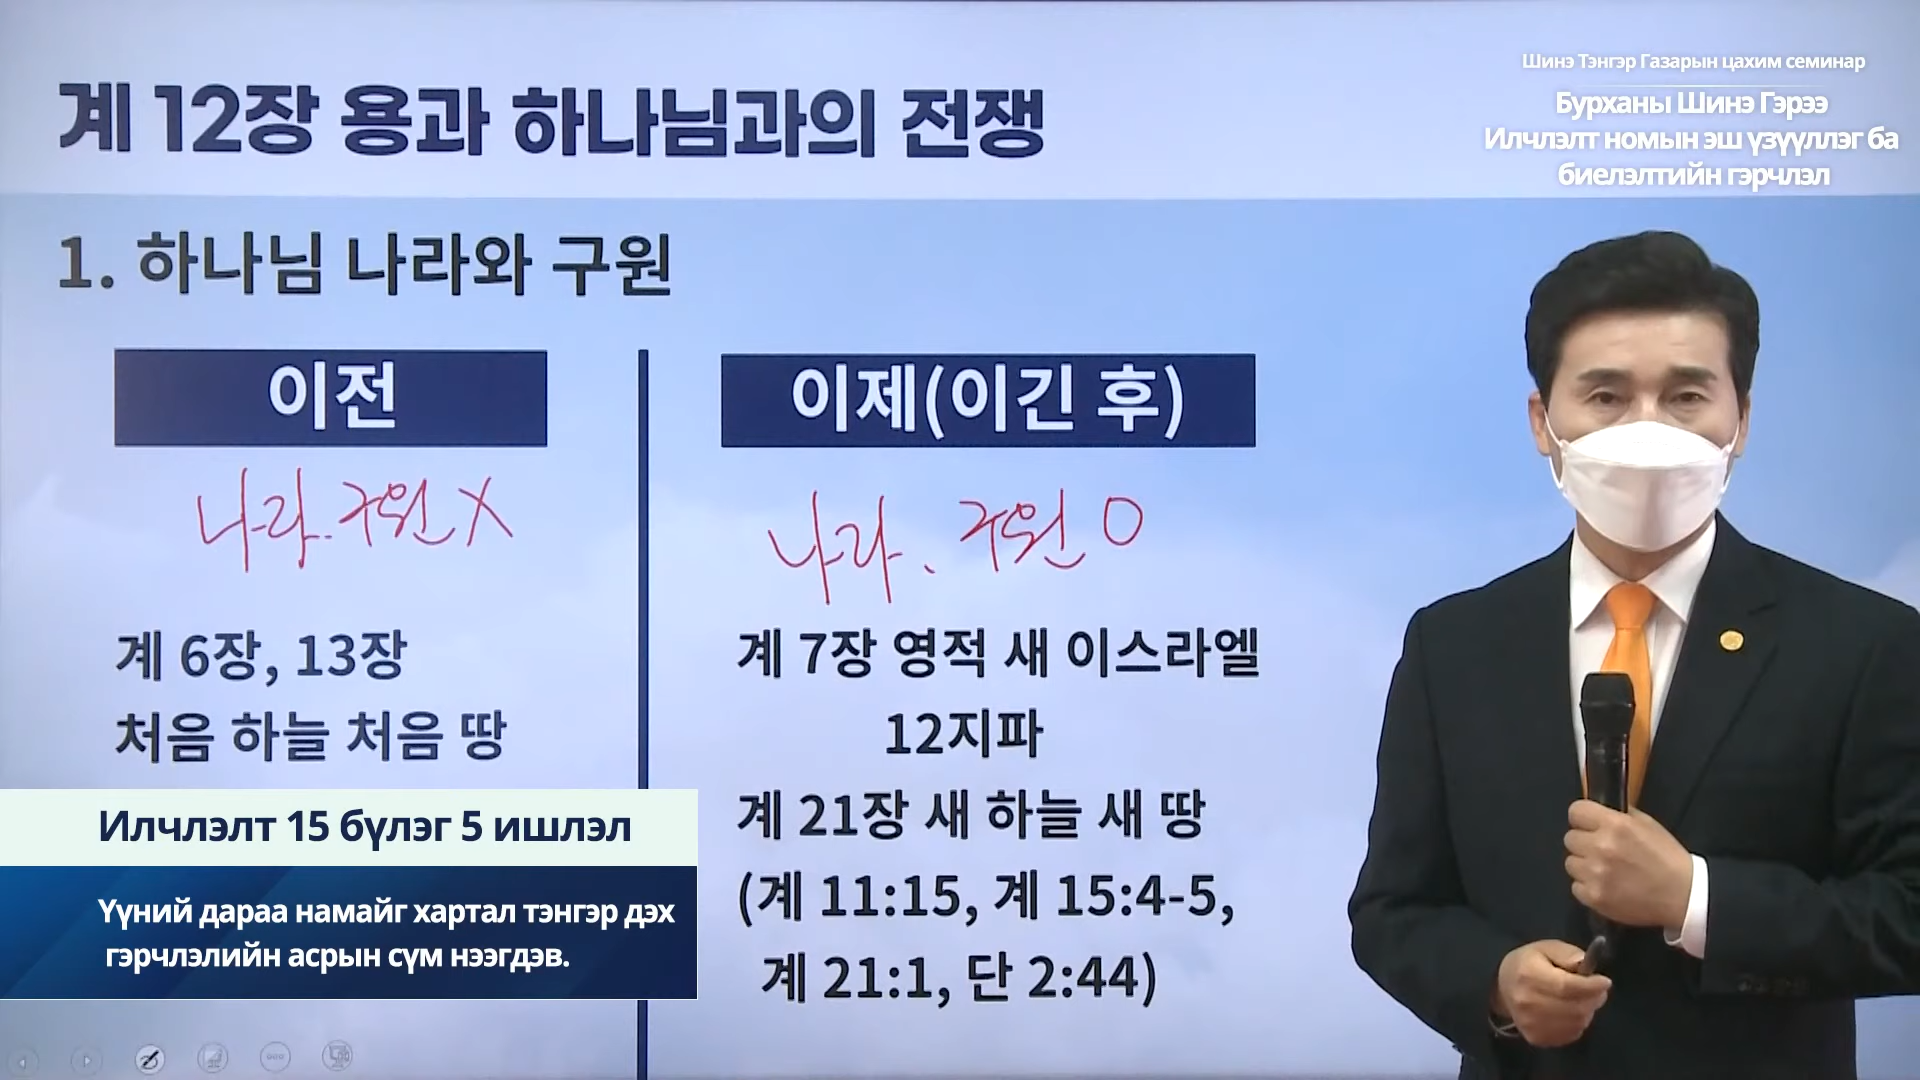 계 12장 용과 하나님과의 전쟁
Шинэ Тэнгэр Газарын цахим семинар
Бурханы Шинэ Гэрээ
Илчлэлт номын эш үзүүллэг ба
биелэлтийн гэрчлэл
1. 하나님 나라와 구원
이전
나라. 구원 X
계 6장, 13장
처음 하늘 처음 땅
이제(이긴 후)
나라. 구원 O
계 7장 영적 새 이스라엘
12지파
계 21장 새 하늘 새 땅
(계 11:15, 계 15:4-5,
계 21:1, 단 2:44)
Илчлэлт 15 бүлэг 5 ишлэл
Үүний дараа намайг хартал тэнгэр дэх
гэрчлэлийн асрын сүм нээгдэв.